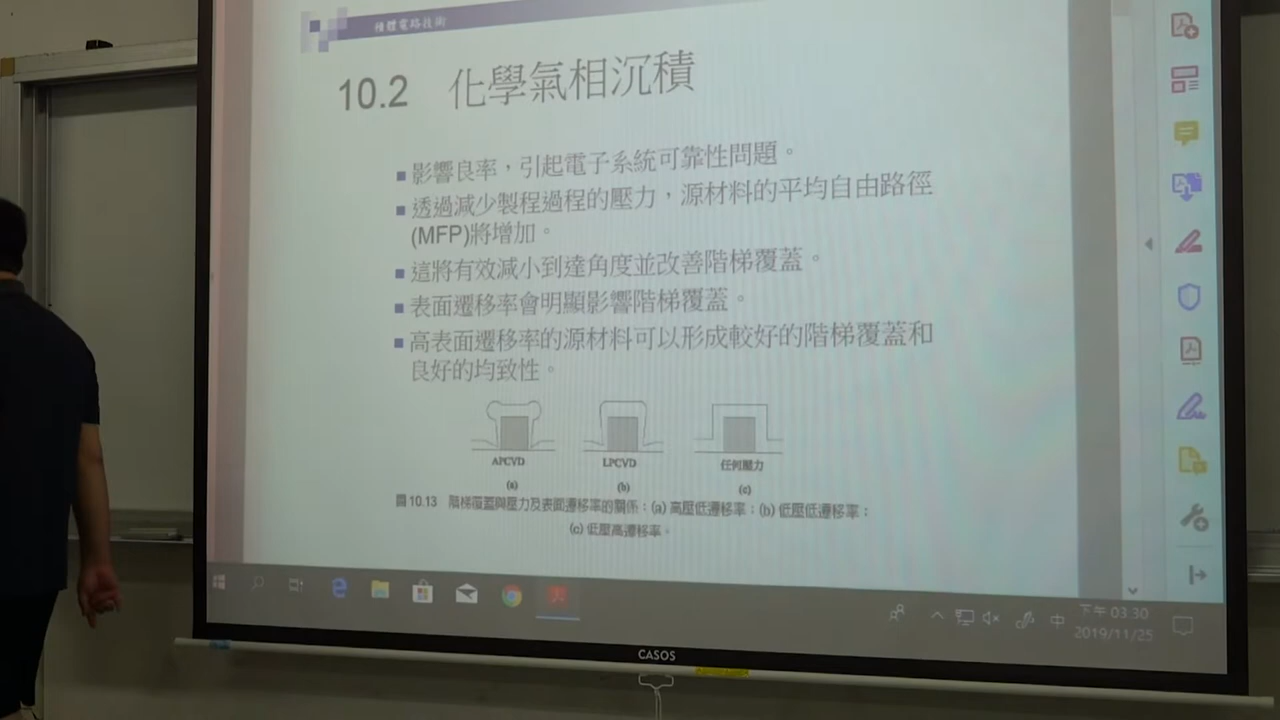 積體電路技術
10.2 化學氣相沉積
影響良率，引起電子系統可靠性問題。
透過減少製程過程的壓力，源材料的平均自由路徑
(MFP)將增加。
這將有效減小到達角度並改善階梯覆蓋。
表面遷移率會明顯影響階梯覆蓋。
高表面遷移率的源材料可以形成較好的階梯覆蓋和
良好的均致性。
APCVD LPCVD 任何壓力
(a) (b) (c)
圖 10.13 階梯覆蓋與壓力及表面遷移率的關係：(a) 高壓低遷移率；(b) 低壓低遷移率；
(c) 低壓高遷移率。
中
下午 03:30
2019/11/25
CASOS